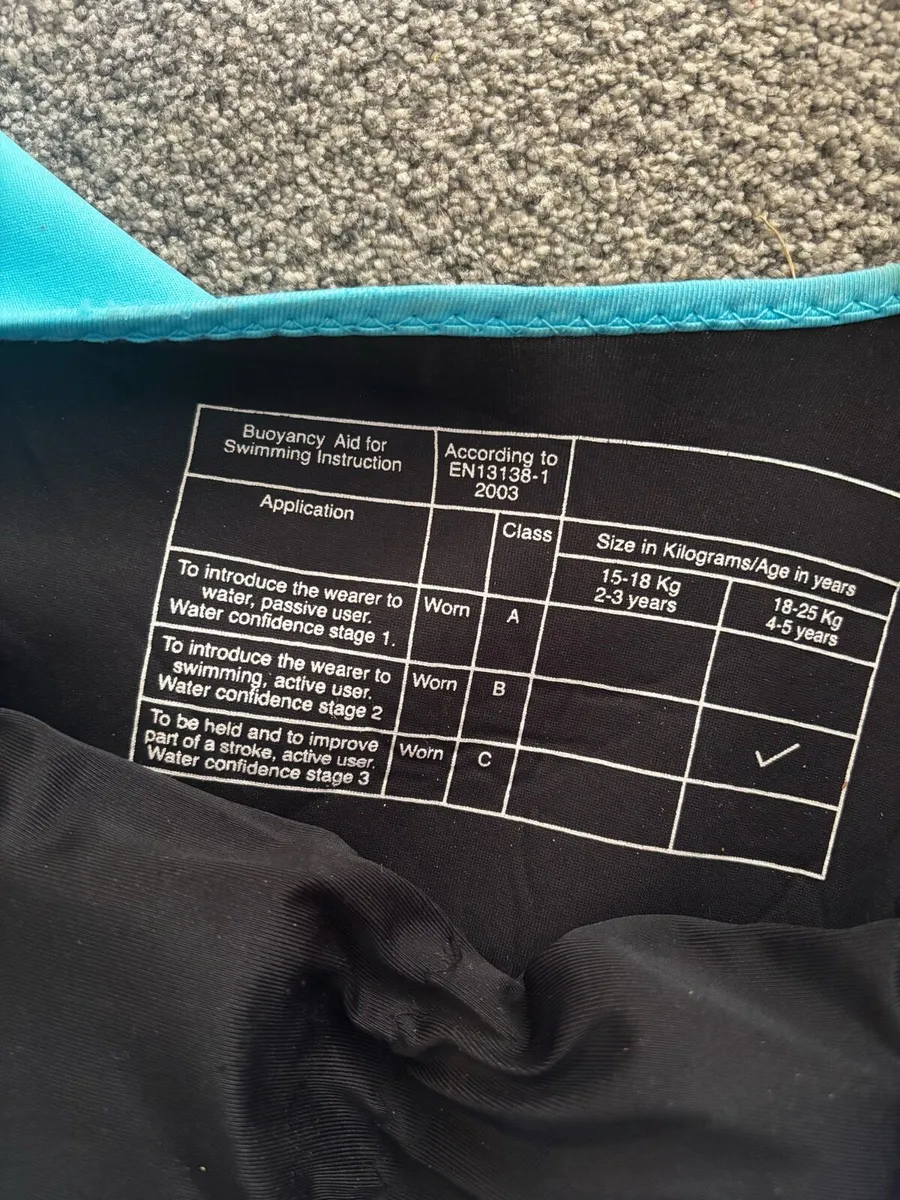 Buoyancy Aid for
Swimming Instruction
According to
EN13138-1
2003
Application
Class
Size in Kilograms/Age in years
15-18 Kg
2-3 years
18-25 Kg
4-5 years
To introduce the wearer to
water, passive user.
Water confidence stage 1.
Worn
A
To introduce the wearer to
swimming, active user.
Water confidence stage 2
Worn
B
✓
To be held and to improve
part of a stroke, active user.
Water confidence stage 3
Worn
C